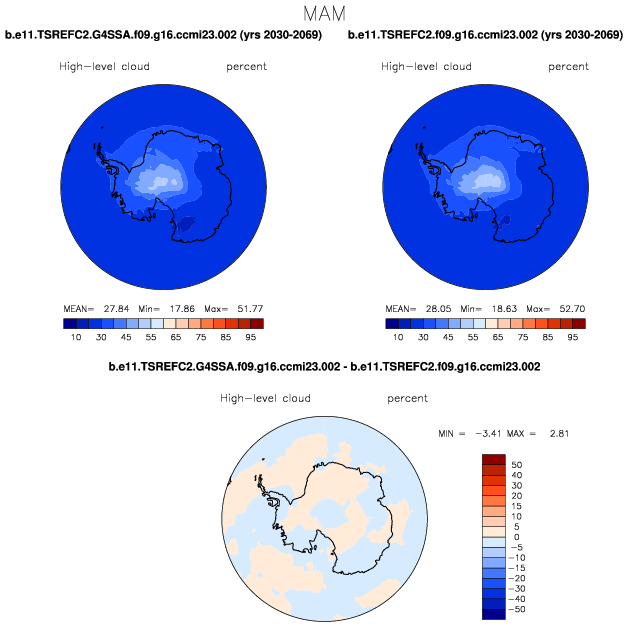 MAM
b.e11.TSREFC2.G4SSA.f09.g16.ccmi23.002 (yrs 2030-2069)
b.e11.TSREFC2.f09.g16.ccmi23.002 (yrs 2030-2069)
High-level cloud percent
High-level cloud percent
MEAN= 27.84 Min= 17.86 Max= 51.77
MEAN= 28.05 Min= 18.63 Max= 52.70
10 30 45 55 65 75 85 95
10 30 45 55 65 75 85 95
b.e11.TSREFC2.G4SSA.f09.g16.ccmi23.002 - b.e11.TSREFC2.f09.g16.ccmi23.002
High-level cloud percent
MIN = -3.41 MAX = 2.81
50
40
30
20
15
10
5
0
-5
-10
-15
-20
-30
-40
-50